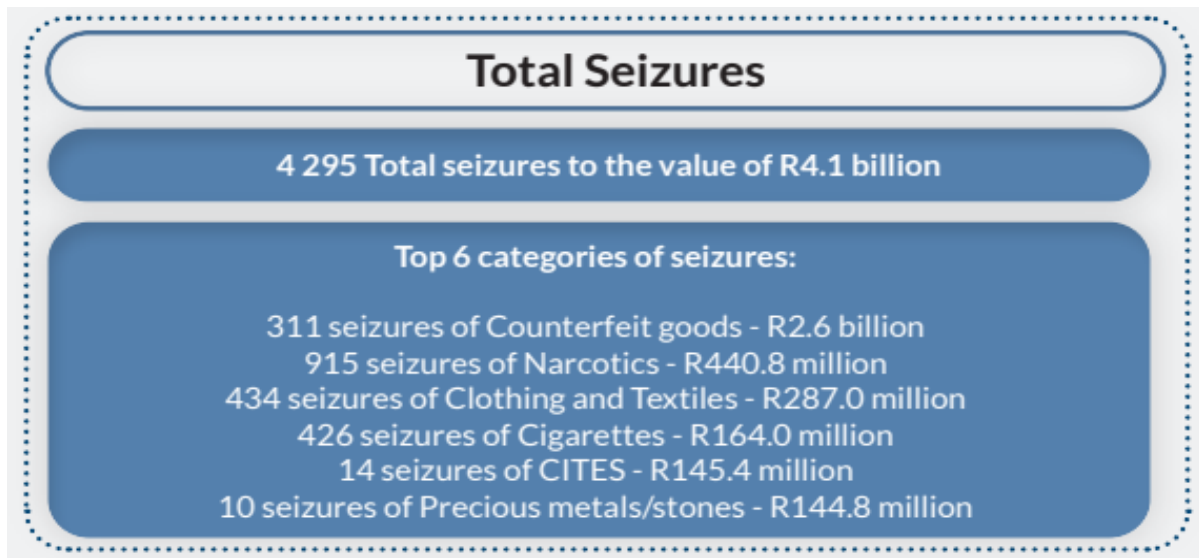 Total Seizures
4 295 Total seizures to the value of R4.1 billion
Top 6 categories of seizures:
311 seizures of Counterfeit goods - R2.6 billion
915 seizures of Narcotics - R440.8 million
434 seizures of Clothing and Textiles - R287.0 million
426 seizures of Cigarettes - R164.0 million
14 seizures of CITES - R145.4 million
10 seizures of Precious metals/stones - R144.8 million